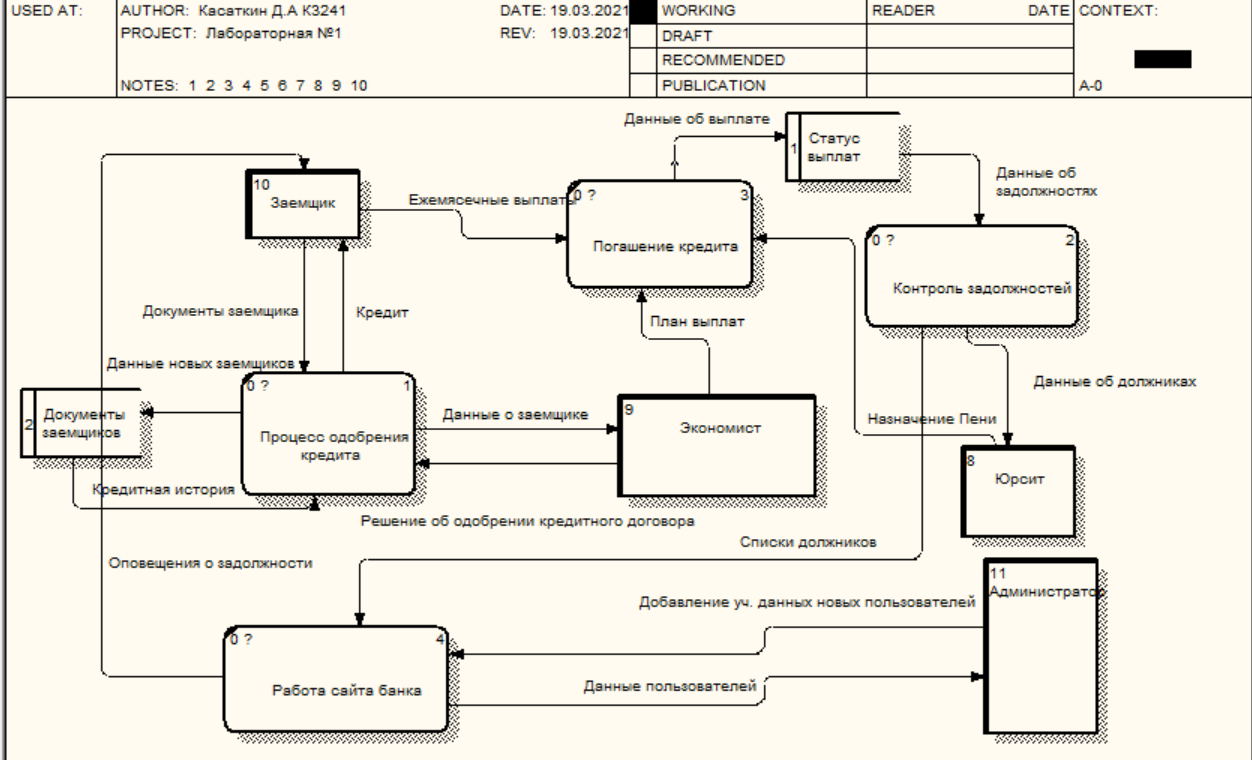 USED AT:
AUTHOR: Касаткин Д.А К3241
DATE: 19.03.2021
WORKING
READER
DATE
CONTEXT:
PROJECT: Лабораторная №1
REV: 19.03.2021
DRAFT
RECOMMENDED
NOTES: 1 2 3 4 5 6 7 8 9 10
PUBLICATION
A-0
Данные об выплате
1
Статус
выплат
Данные об
задолжностях
10
Заемщик
Ежемясечные выплаты
0 ?
3
Погашение кредита
0 ?
2
Контроль задолжностей
Документы заемщика
Кредит
План выплат
Данные новых заемщиков
Данные об должниках
0 ?
1
Процесс одобрения
кредита
2
Документы
заемщиков
Данные о заемщике
9
Экономист
Назначение Пени
8
Юрсит
Кредитная история
Решение об одобрении кредитного договора
Списки должников
Оповещения о задолжности
11
Администратор
Добавление уч. данных новых пользователей
0 ?
4
Работа сайта банка
Данные пользователей